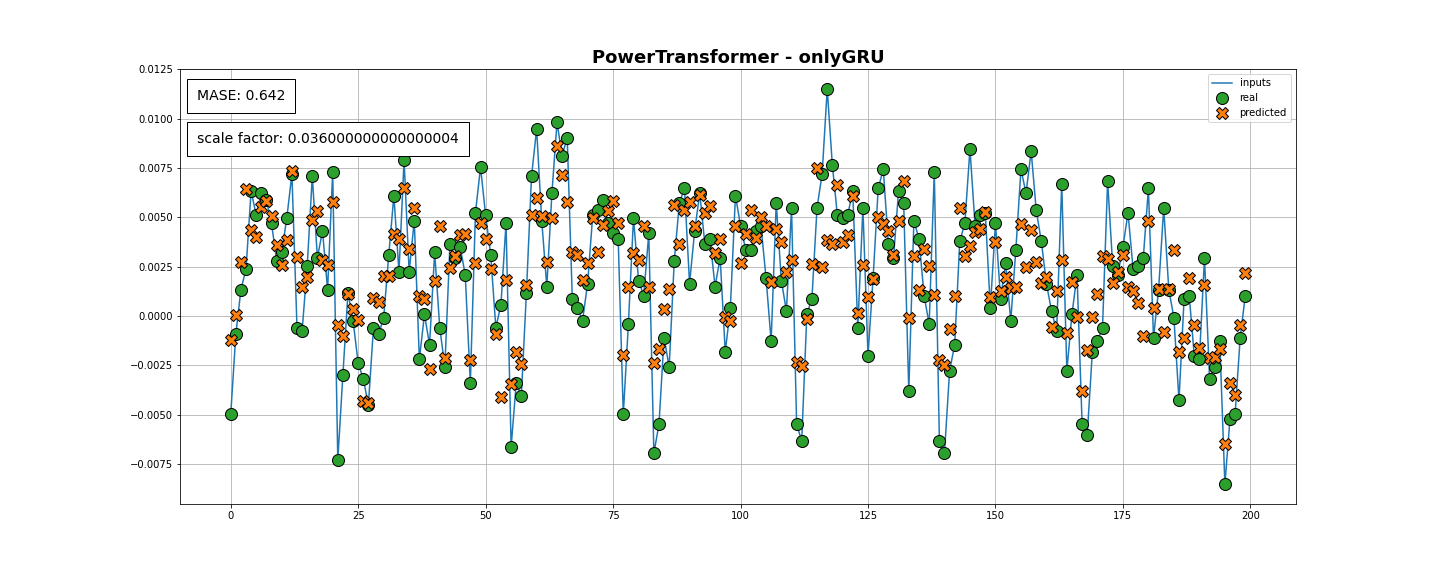 PowerTransformer - onlyGRU
0.0125
0.0100
0.0075
0.0050
0.0025
0.0000
−0.0025
−0.0050
−0.0075
MASE: 0.642
scale factor: 0.036000000000000004
inputs
real
predicted
0 25 50 75 100 125 150 175 200